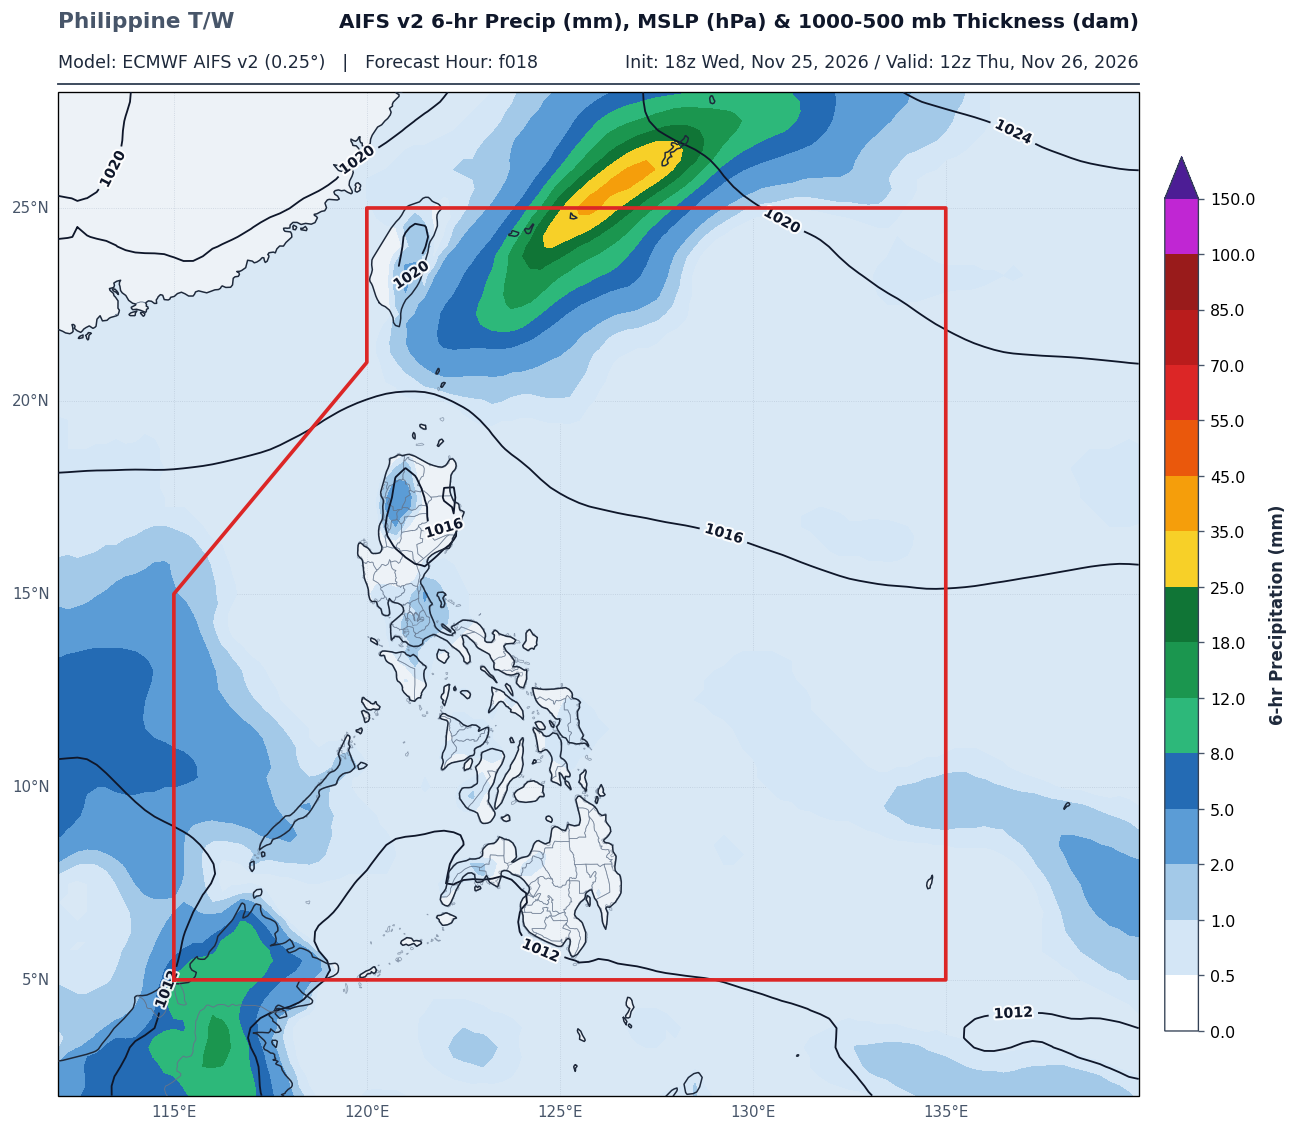 Philippine T/W
AIFS v2 6-hr Precip (mm), MSLP (hPa) & 1000-500 mb Thickness (dam)
Model: ECMWF AIFS v2 (0.25°) | Forecast Hour: f018
Init: 18z Wed, Nov 25, 2026 / Valid: 12z Thu, Nov 26, 2026
1020
1020
1024
1020
1020
1016
1016
1012
1012
1012
25°N
20°N
15°N
10°N
5°N
115°E
120°E
125°E
130°E
135°E
150.0
100.0
85.0
70.0
55.0
45.0
35.0
25.0
18.0
12.0
8.0
5.0
2.0
1.0
0.5
0.0
6-hr Precipitation (mm)